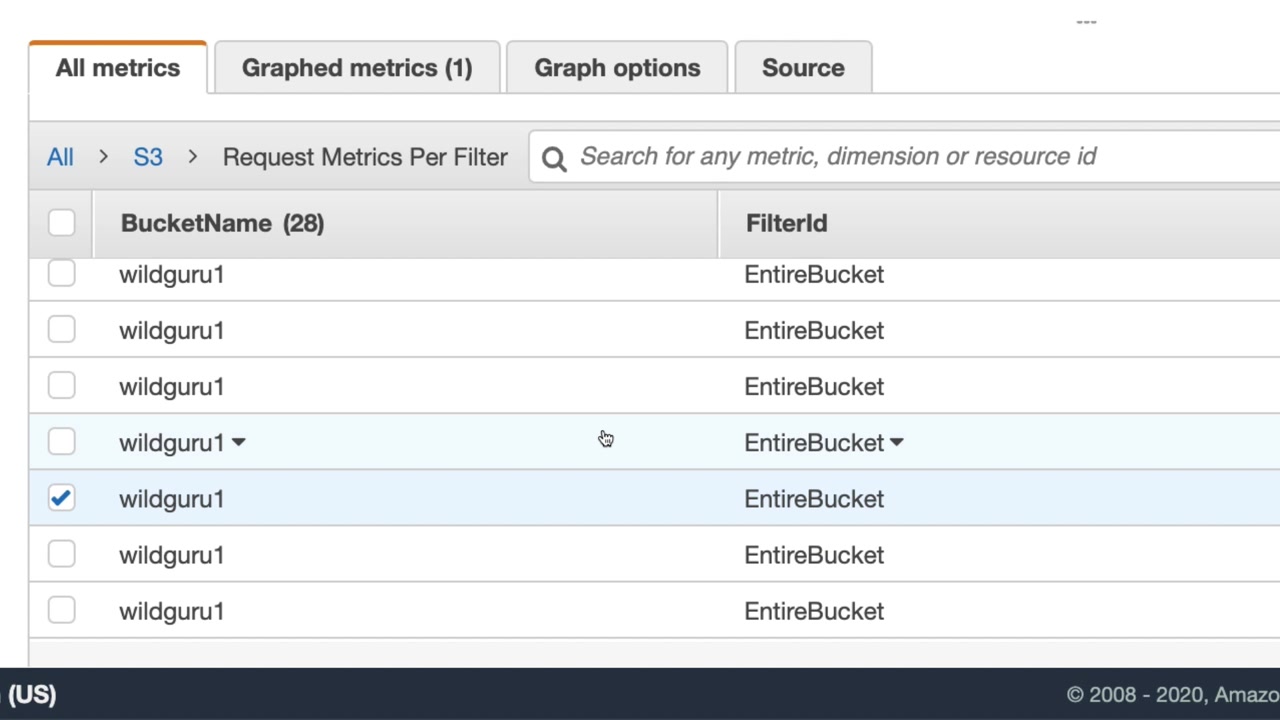 All metrics Graphed metrics (1) Graph options Source
All > S3 > Request Metrics Per Filter Search for any metric, dimension or resource id
BucketName (28) FilterId
wildguru1 EntireBucket
wildguru1 EntireBucket
wildguru1 EntireBucket
wildguru1 EntireBucket
wildguru1 EntireBucket
wildguru1 EntireBucket
wildguru1 EntireBucket
(US) © 2008 - 2020, Amazo